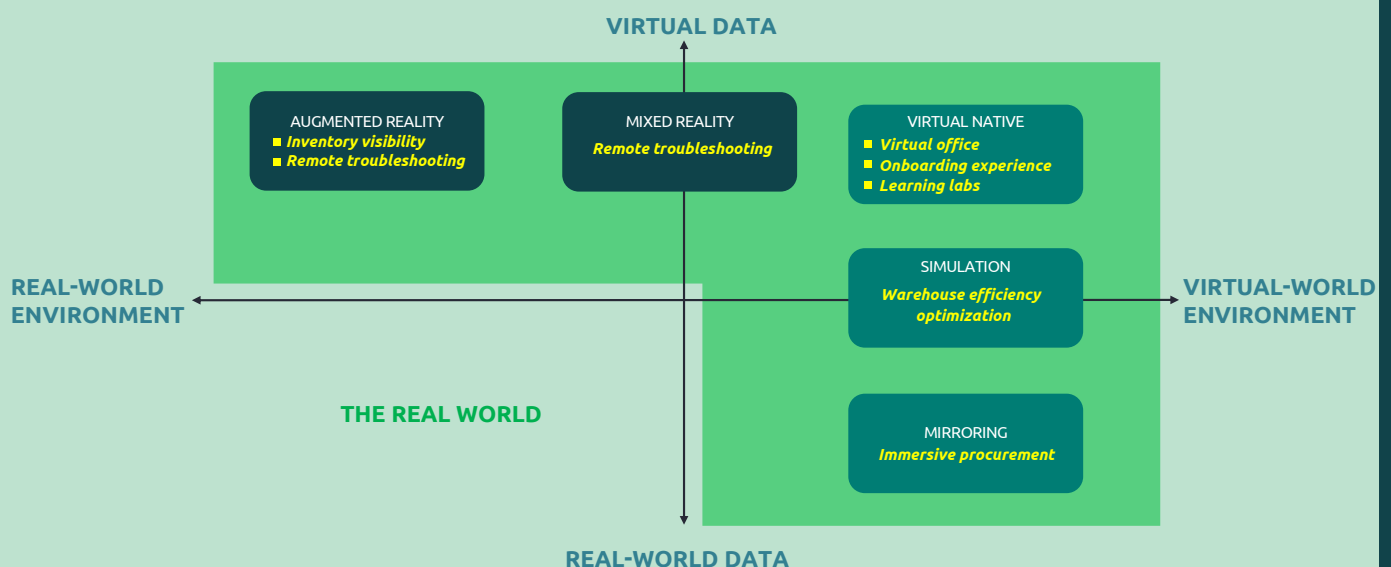 VIRTUAL DATA
AUGMENTED REALITY
Inventory visibility
Remote troubleshooting
MIXED REALITY
Remote troubleshooting
VIRTUAL NATIVE
Virtual office
Onboarding experience
Learning labs
REAL-WORLD
ENVIRONMENT
SIMULATION
Warehouse efficiency
optimization
VIRTUAL-WORLD
ENVIRONMENT
THE REAL WORLD
MIRRORING
Immersive procurement
REAL-WORLD DATA